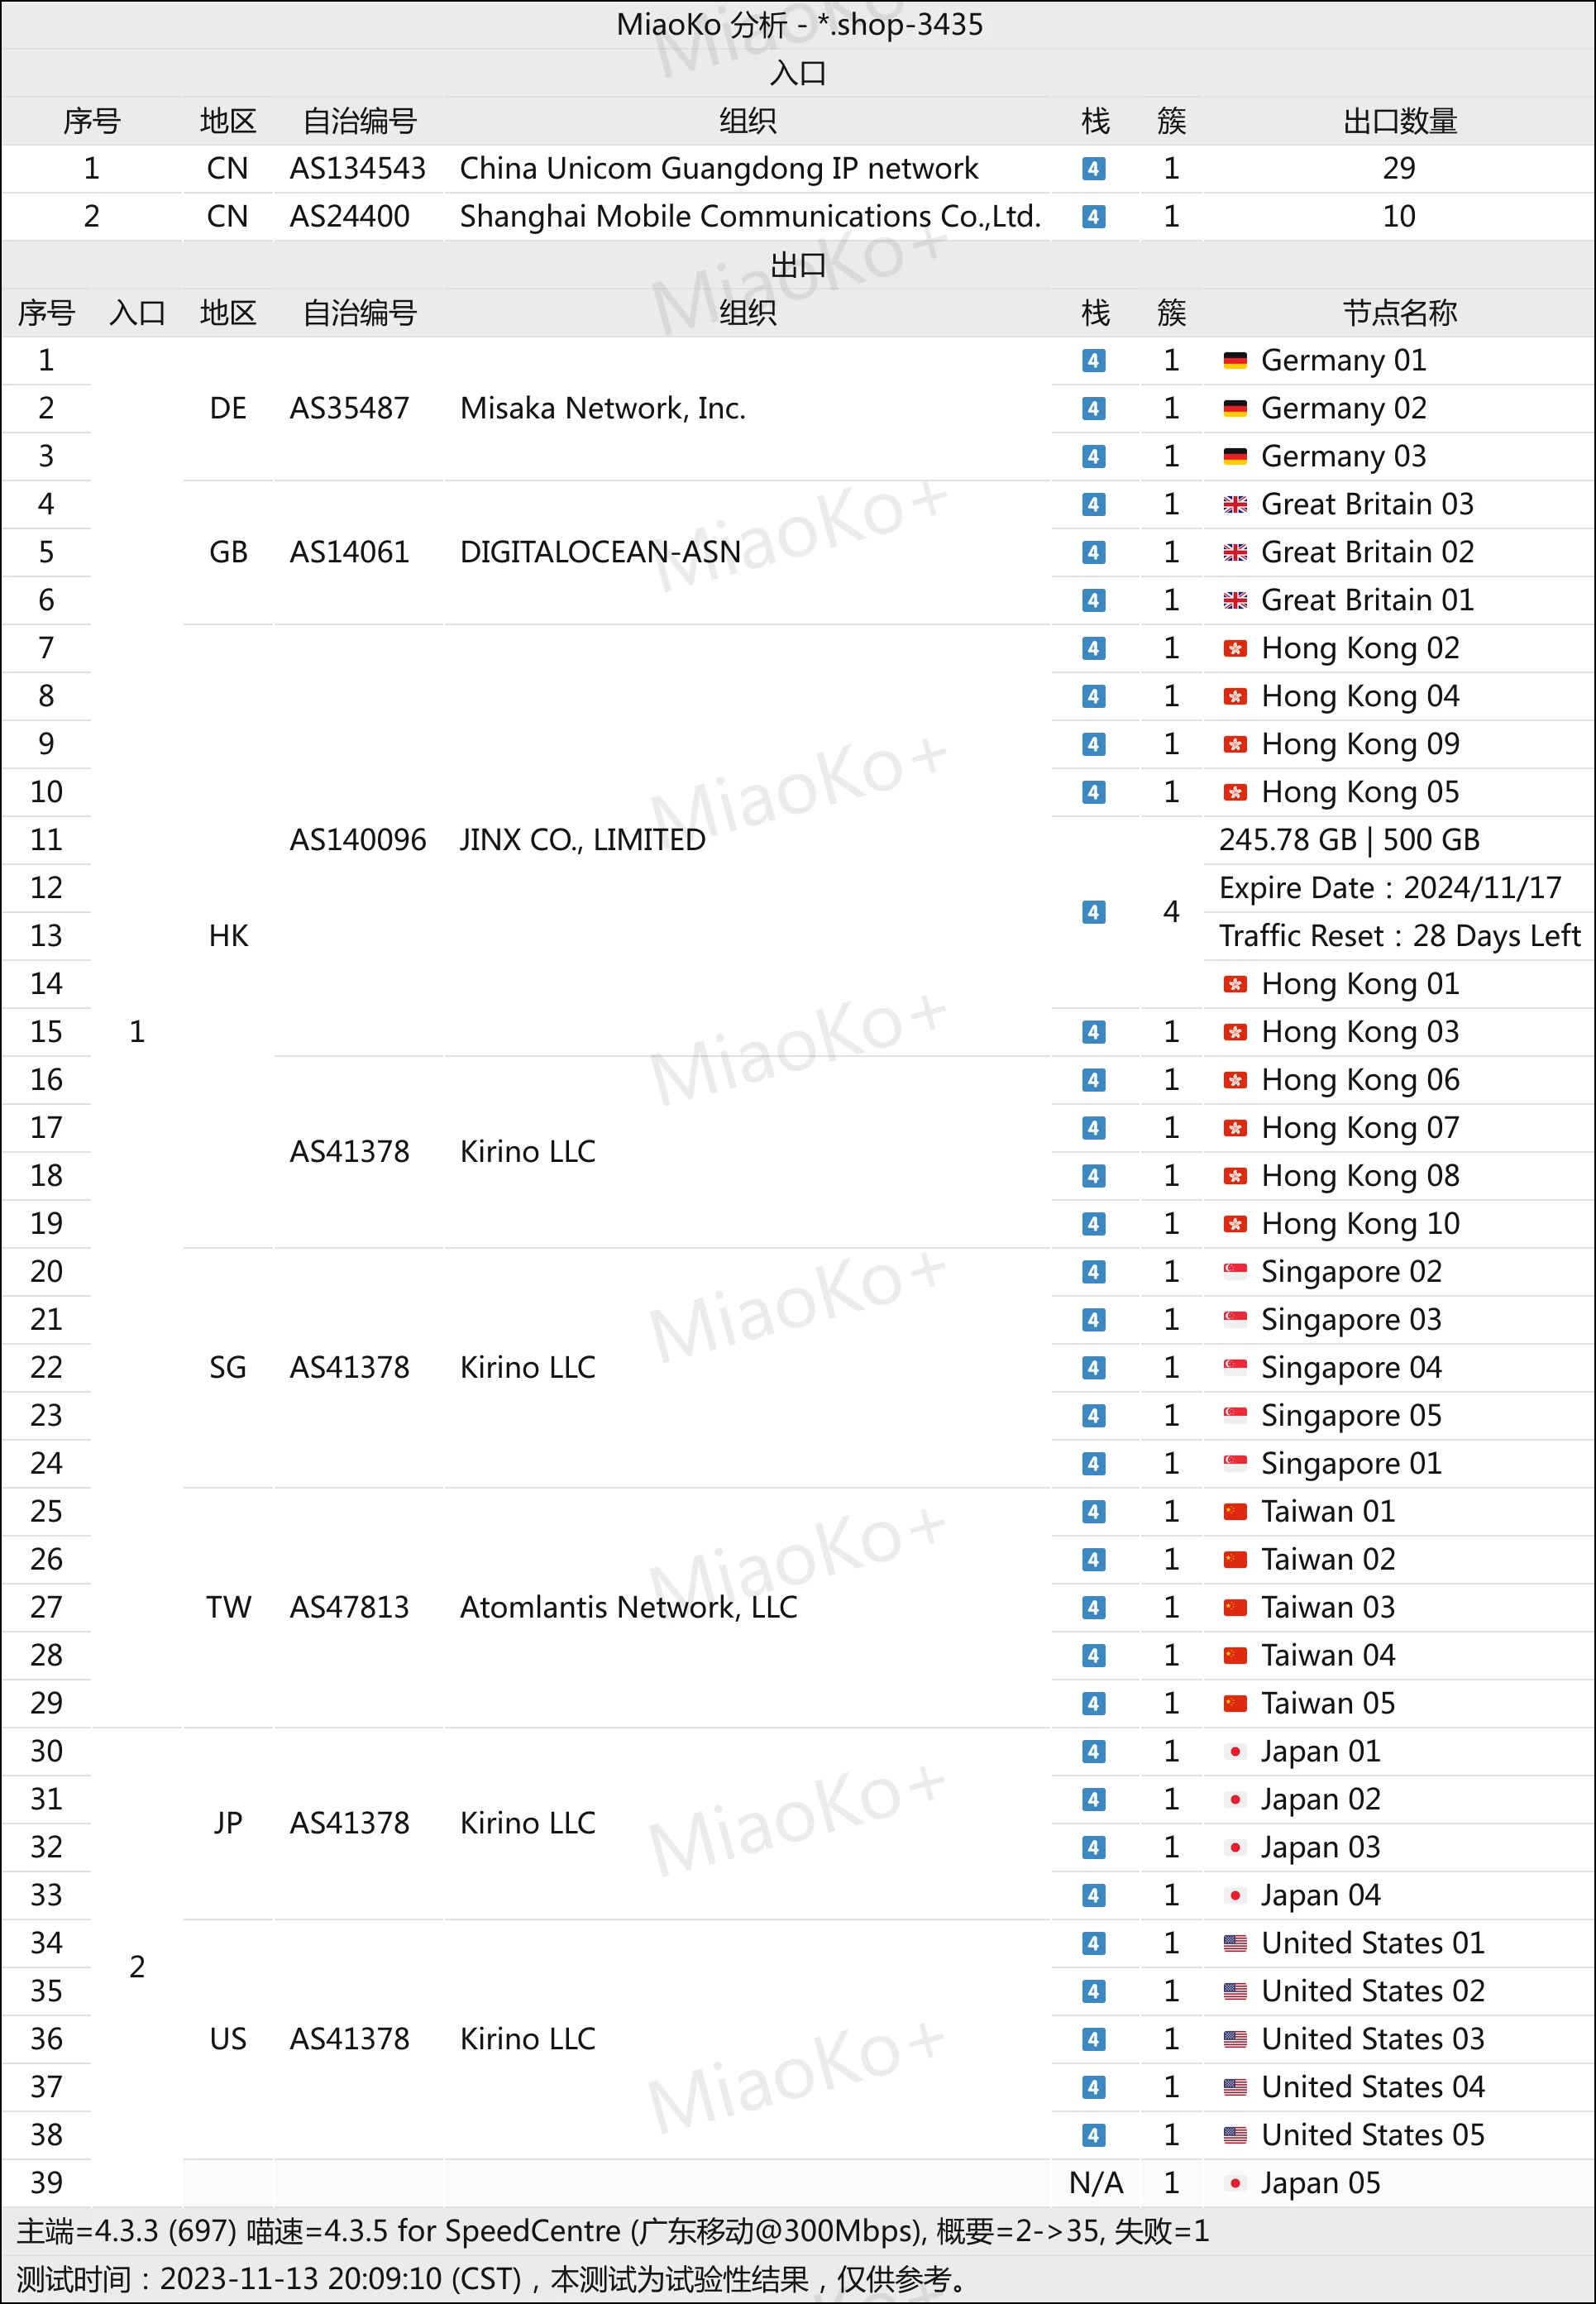 MiaoKo 分析 - *.shop-3435
入口
序号 地区 自治编号 组织 栈 簇 出口数量
1 CN AS134543 China Unicom Guangdong IP network 4 1 29
2 CN AS24400 Shanghai Mobile Communications Co.,Ltd. 4 1 10
出口
序号 入口 地区 自治编号 组织 栈 簇 节点名称
1 4 1 Germany 01
2 DE AS35487 Misaka Network, Inc. 4 1 Germany 02
3 4 1 Germany 03
4 4 1 Great Britain 03
5 GB AS14061 DIGITALOCEAN-ASN 4 1 Great Britain 02
6 4 1 Great Britain 01
7 4 1 Hong Kong 02
8 4 1 Hong Kong 04
9 4 1 Hong Kong 09
10 4 1 Hong Kong 05
11 AS140096 JINX CO., LIMITED 245.78 GB | 500 GB
12 Expire Date：2024/11/17
4 4
13 HK Traffic Reset：28 Days Left
14 Hong Kong 01
15 1 4 1 Hong Kong 03
16 4 1 Hong Kong 06
17 4 1 Hong Kong 07
AS41378 Kirino LLC
18 4 1 Hong Kong 08
19 4 1 Hong Kong 10
20 4 1 Singapore 02
21 4 1 Singapore 03
22 SG AS41378 Kirino LLC 4 1 Singapore 04
23 4 1 Singapore 05
24 4 1 Singapore 01
25 4 1 Taiwan 01
26 4 1 Taiwan 02
27 TW AS47813 Atomlantis Network, LLC 4 1 Taiwan 03
28 4 1 Taiwan 04
29 4 1 Taiwan 05
30 4 1 Japan 01
31 4 1 Japan 02
JP AS41378 Kirino LLC
32 4 1 Japan 03
33 4 1 Japan 04
34 4 1 United States 01
2
35 4 1 United States 02
36 US AS41378 Kirino LLC 4 1 United States 03
37 4 1 United States 04
38 4 1 United States 05
39 N/A 1 Japan 05
主端=4.3.3 (697) 喵速=4.3.5 for SpeedCentre (广东移动@300Mbps), 概要=2->35, 失败=1
测试时间：2023-11-13 20:09:10 (CST)，本测试为试验性结果，仅供参考。
MiaoKo+
MiaoKo+
MiaoKo+
MiaoKo+
MiaoKo+
MiaoKo+
MiaoKo+
MiaoKo+
MiaoKo+